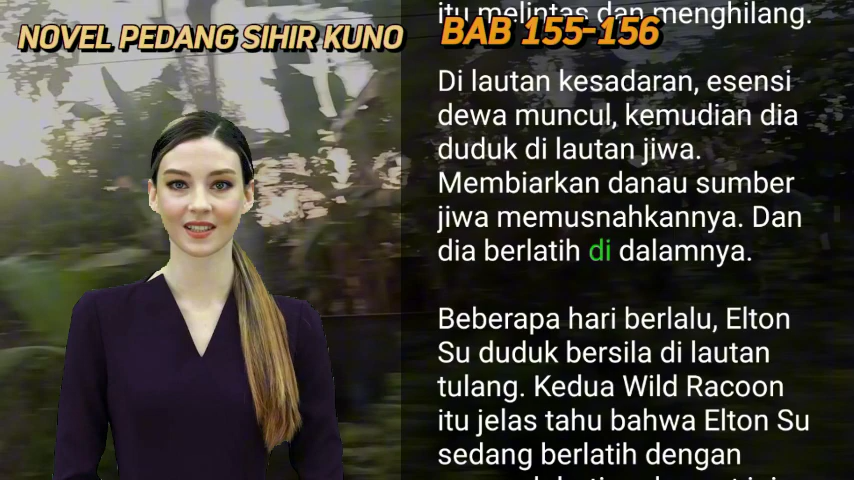 NOVEL PEDANG SIHIR KUNO
BAB 155-156
itu melintas dan menghilang.
Di lautan kesadaran, esensi
dewa muncul, kemudian dia
duduk di lautan jiwa.
Membiarkan danau sumber
jiwa memusnahkannya. Dan
dia berlatih di dalamnya.
Beberapa hari berlalu, Elton
Su duduk bersila di lautan
tulang. Kedua Wild Racoon
itu jelas tahu bahwa Elton Su
sedang berlatih dengan